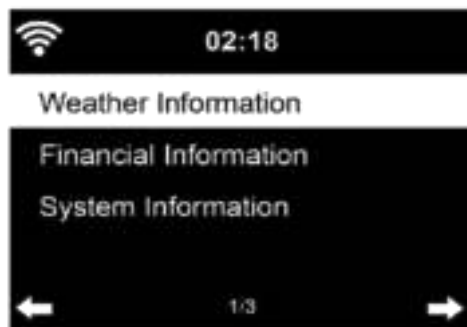 02:18
Weather Information
Financial Information
System Information
1/3